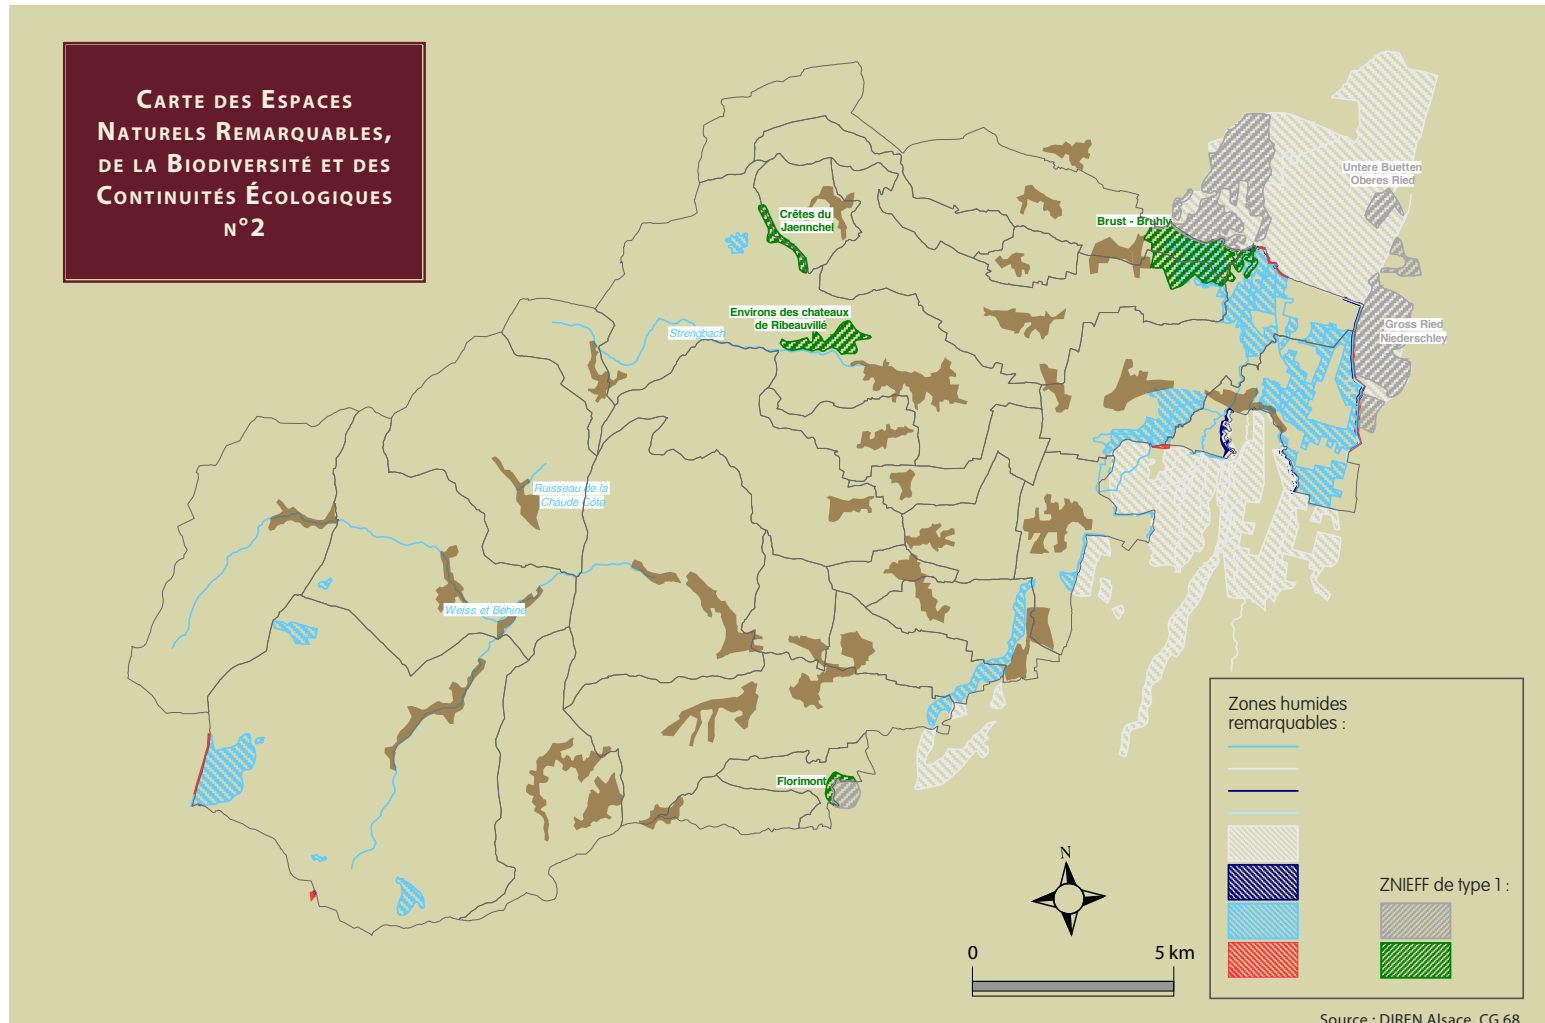 CARTE DES ESPACES
NATURELS REMARQUABLES,
DE LA BIODIVERSITÉ ET DES
CONTINUITÉS ÉCOLOGIQUES
N°2
Untere Buetten
Oberes Ried
Crêtes du
Jaennchel
Brust - Bruhly
Environs des chateaux
de Ribeauvillé
Strengbach
Gross Ried
Niederschley
Ruisseau de la
Chaude Côte
Weiss et Béhine
Florimont
Zones humides
remarquables :
ZNIEFF de type 1 :
N
0
5 km
Source : DIREN Alsace, CG 68